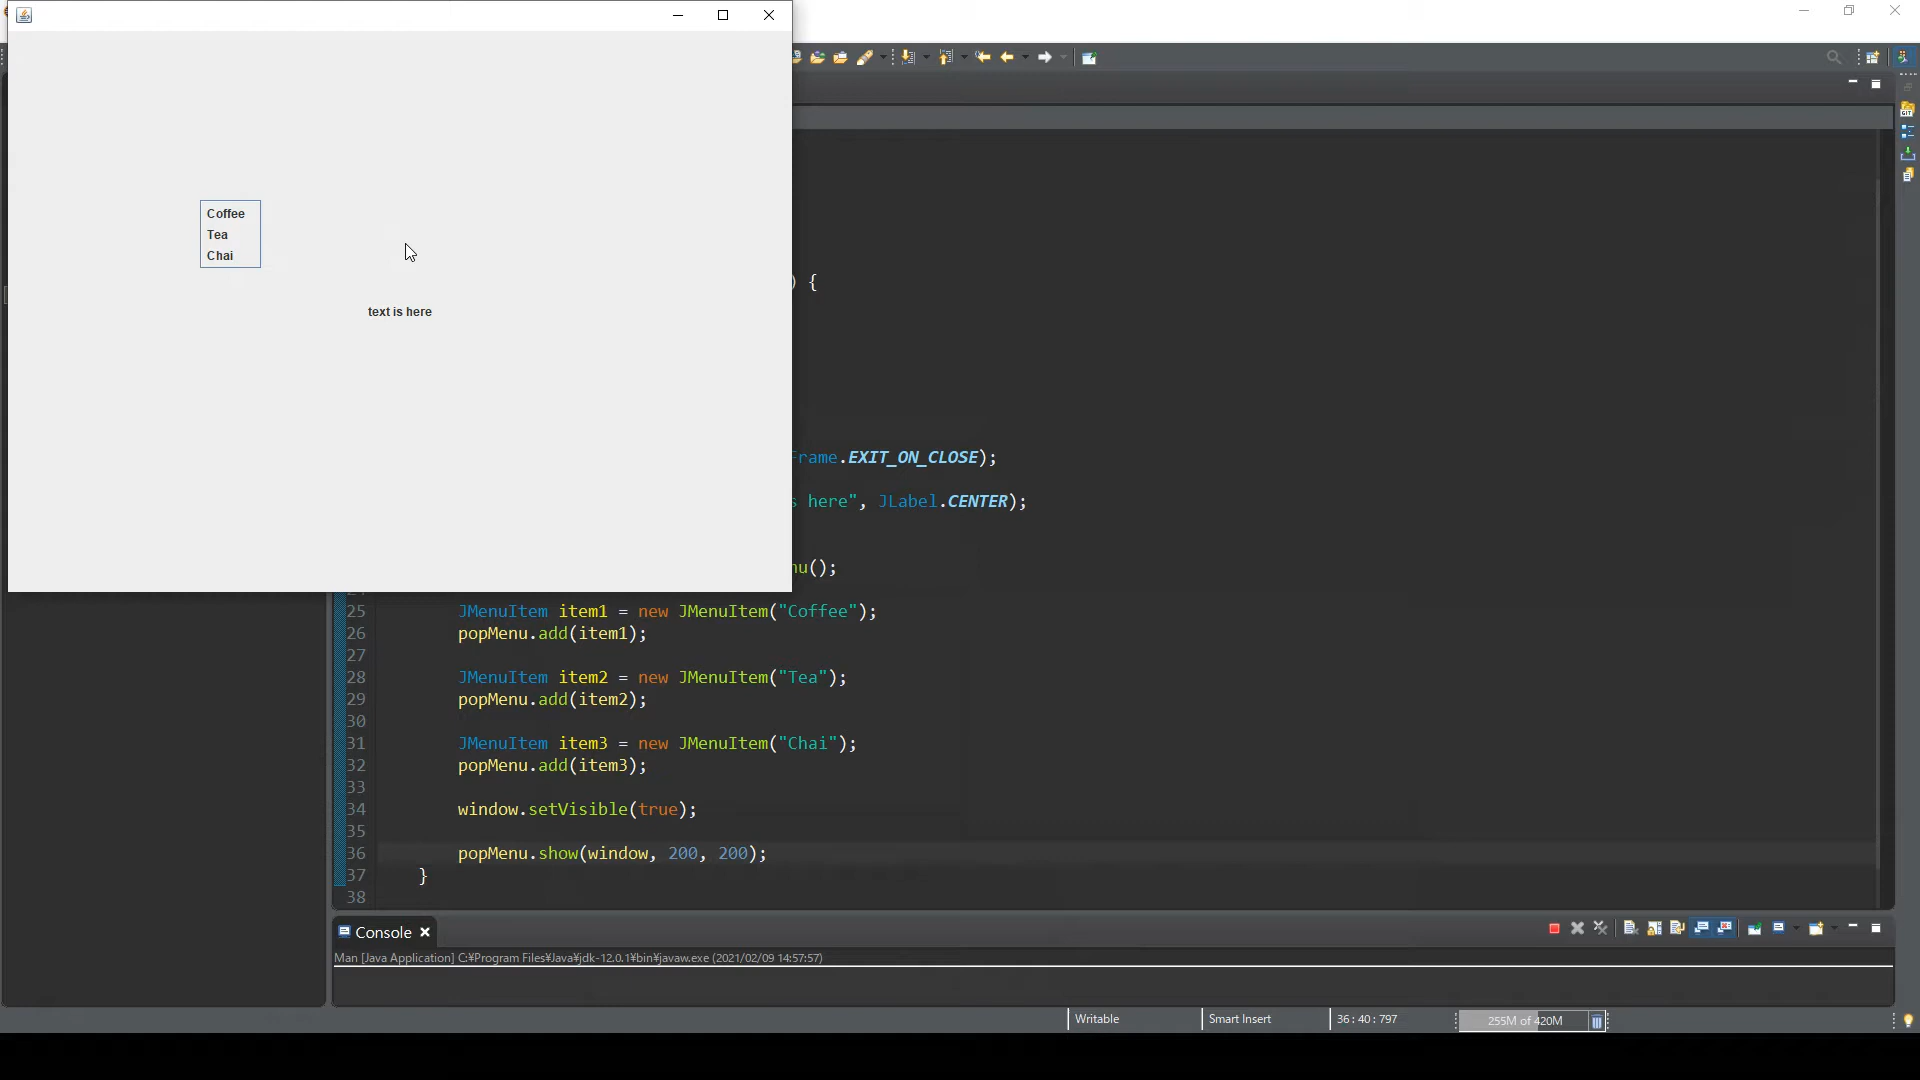 Coffee
Tea
Chai
text is here
) {
Frame.EXIT_ON_CLOSE);
s here", JLabel.CENTER);
nu();
25 JMenuItem item1 = new JMenuItem("Coffee");
26 popMenu.add(item1);
27
28 JMenuItem item2 = new JMenuItem("Tea");
29 popMenu.add(item2);
30
31 JMenuItem item3 = new JMenuItem("Chai");
32 popMenu.add(item3);
33
34 window.setVisible(true);
35
36 popMenu.show(window, 200, 200);
37 }
38
Console
Man [Java Application] C:¥Program Files¥Java¥jdk-12.0.1¥bin¥javaw.exe (2021/02/09 14:57:57)
Writable Smart Insert 36 : 40 : 797 255M of 420M